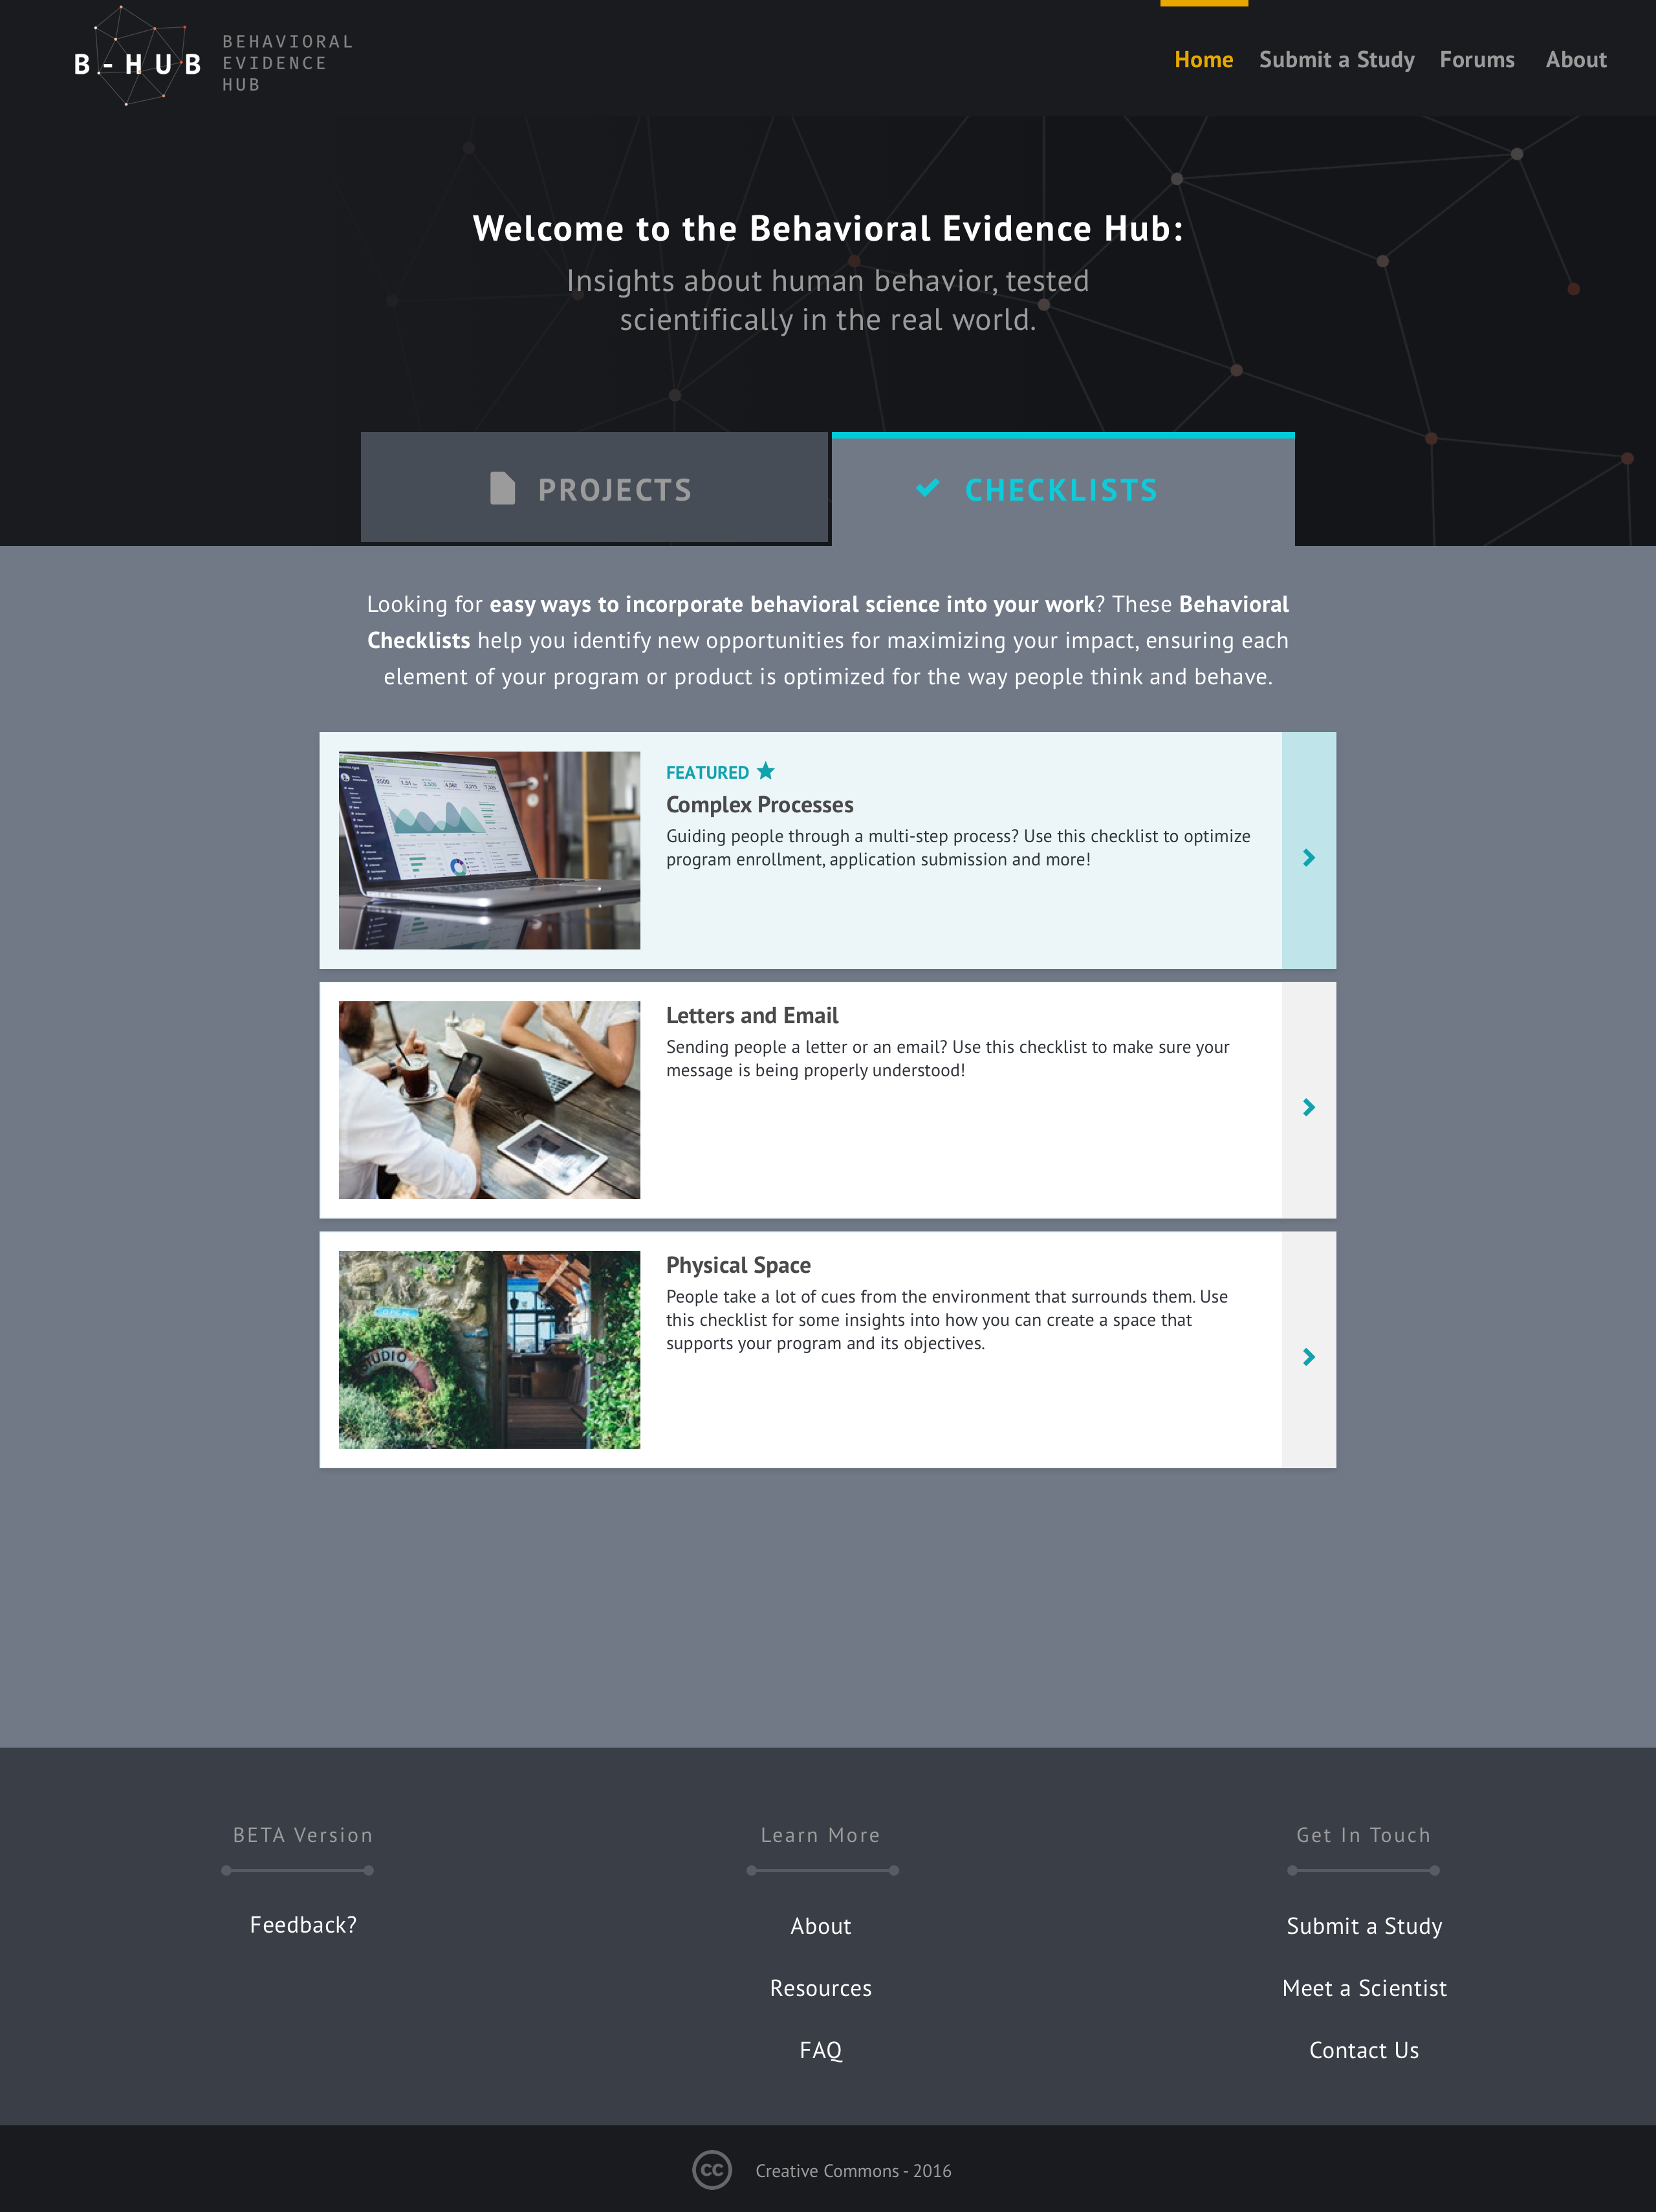 B - H U B
BEHAVIORAL
EVIDENCE
HUB
Home Submit a Study Forums About
Welcome to the Behavioral Evidence Hub:
Insights about human behavior, tested
scientifically in the real world.
PROJECTS
CHECKLISTS
Looking for easy ways to incorporate behavioral science into your work? These Behavioral
Checklists help you identify new opportunities for maximizing your impact, ensuring each
element of your program or product is optimized for the way people think and behave.
FEATURED
Complex Processes
Guiding people through a multi-step process? Use this checklist to optimize
program enrollment, application submission and more!
Letters and Email
Sending people a letter or an email? Use this checklist to make sure your
message is being properly understood!
OPEN
STUDIO
Physical Space
People take a lot of cues from the environment that surrounds them. Use
this checklist for some insights into how you can create a space that
supports your program and its objectives.
BETA Version
Feedback?
Learn More
About
Resources
FAQ
Get In Touch
Submit a Study
Meet a Scientist
Contact Us
cc Creative Commons - 2016